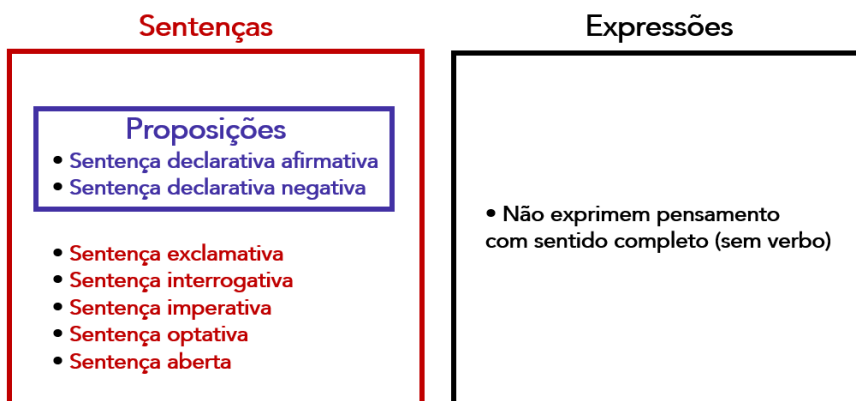 Sentenças
Proposições
• Sentença declarativa afirmativa
• Sentença declarativa negativa
• Sentença exclamativa
• Sentença interrogativa
• Sentença imperativa
• Sentença optativa
• Sentença aberta
Expressões
• Não exprimem pensamento
com sentido completo (sem verbo)